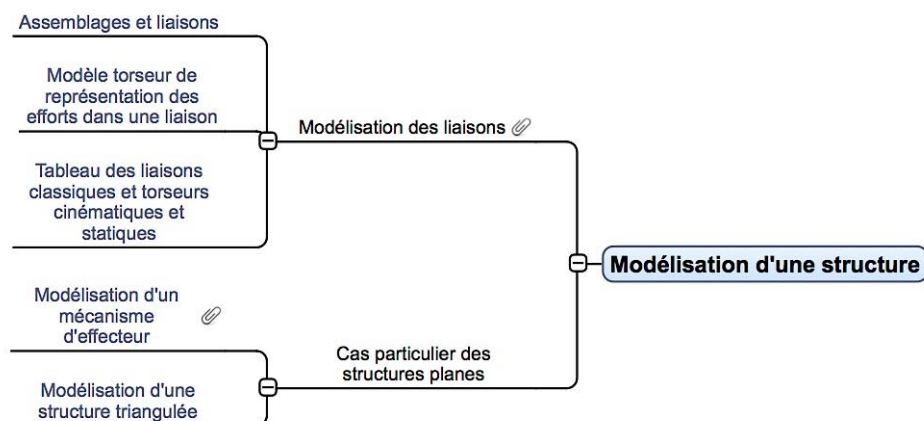 Assemblages et liaisons
Modèle torseur de
représentation des
efforts dans une liaison
Tableau des liaisons
classiques et torseurs
cinématiques et
statiques
Modélisation des liaisons
Modélisation d'une structure
Modélisation d'un
mécanisme
d'effecteur
Modélisation d'une
structure triangulée
Cas particulier des
structures planes